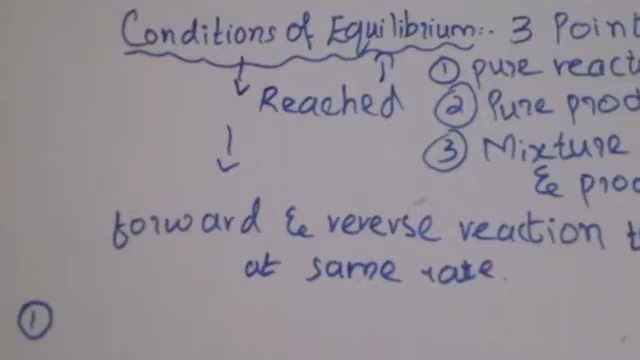 Conditions of Equilibrium:- 3 Point
① pure react
Reached
② Pure prod
③ Mixture
& prod
forward & reverse reaction t
at same rate.
①